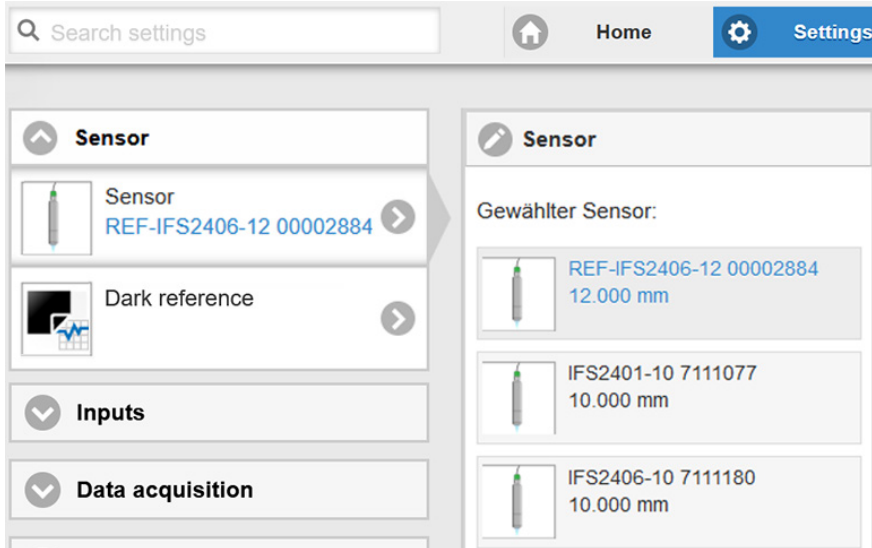 Search settings
Home
Settings
Sensor
Sensor
REF-IFS2406-12 00002884
Dark reference
Inputs
Data acquisition
Sensor
Gewählter Sensor:
REF-IFS2406-12 00002884
12.000 mm
IFS2401-10 7111077
10.000 mm
IFS2406-10 7111180
10.000 mm